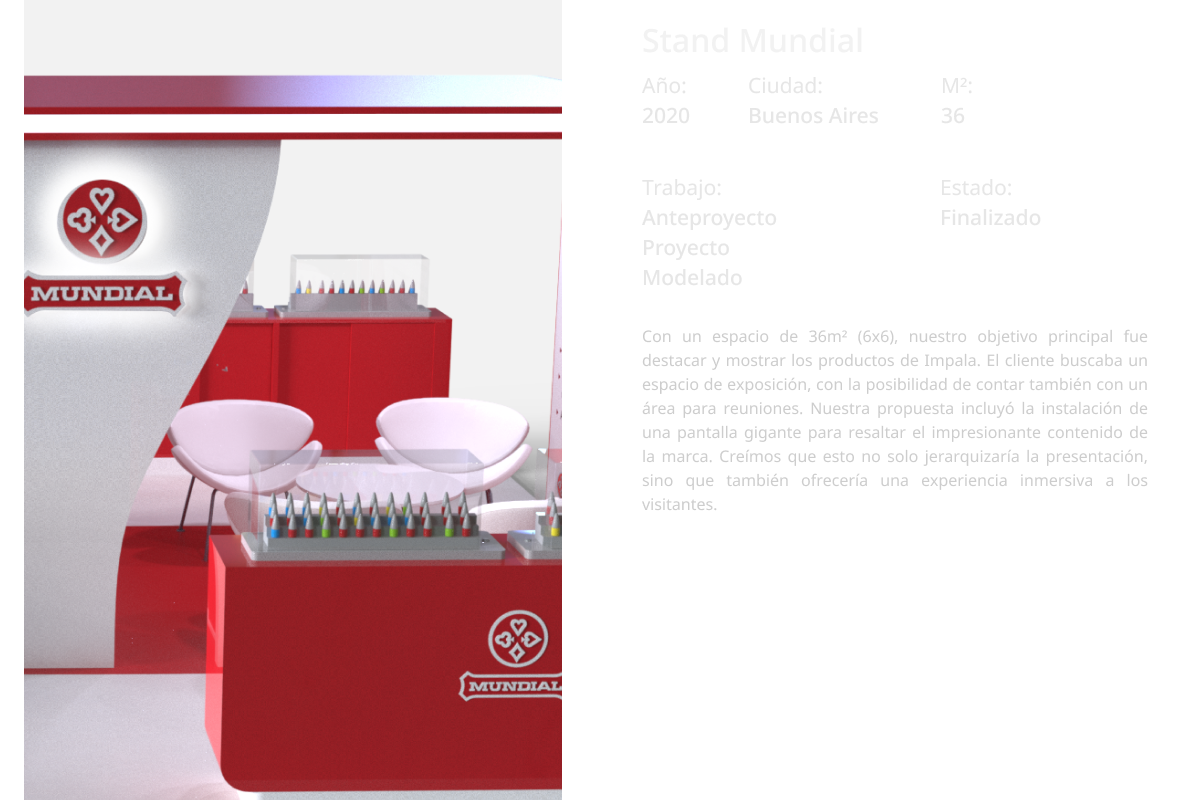 MUNDIAL
MUNDIAL
Stand Mundial
Año:
2020
Ciudad:
Buenos Aires
M²:
36
Trabajo:
Anteproyecto
Proyecto
Modelado
Estado:
Finalizado
Con un espacio de 36m² (6x6), nuestro objetivo principal fue
destacar y mostrar los productos de Impala. El cliente buscaba un
espacio de exposición, con la posibilidad de contar también con un
área para reuniones. Nuestra propuesta incluyó la instalación de
una pantalla gigante para resaltar el impresionante contenido de
la marca. Creímos que esto no solo jerarquizaría la presentación,
sino que también ofrecería una experiencia inmersiva a los
visitantes.